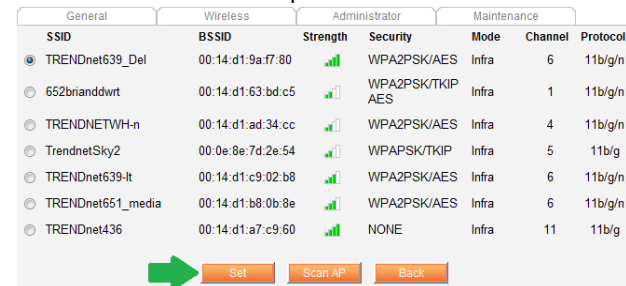 General Wireless Administrator Maintenance
SSID BSSID Strength Security Mode Channel Protocol
TRENDnet639_Del 00:14:d1:9a:f7:80 WPA2PSK/AES Infra 6 11b/g/n
652brianddwrt 00:14:d1:63:bd:c5 WPA2PSK/TKIP AES Infra 1 11b/g/n
TRENDNETWH-n 00:14:d1:ad:34:cc WPA2PSK/AES Infra 4 11b/g/n
TrendnetSky2 00:0e:8e:7d:2e:54 WPAPSK/TKIP Infra 5 11b/g
TRENDnet639-lt 00:14:d1:c9:02:b8 WPA2PSK/AES Infra 6 11b/g/n
TRENDnet651_media 00:14:d1:b8:0b:8e WPA2PSK/AES Infra 6 11b/g/n
TRENDnet436 00:14:d1:a7:c9:60 NONE Infra 11 11b/g
Set Scan AP Back